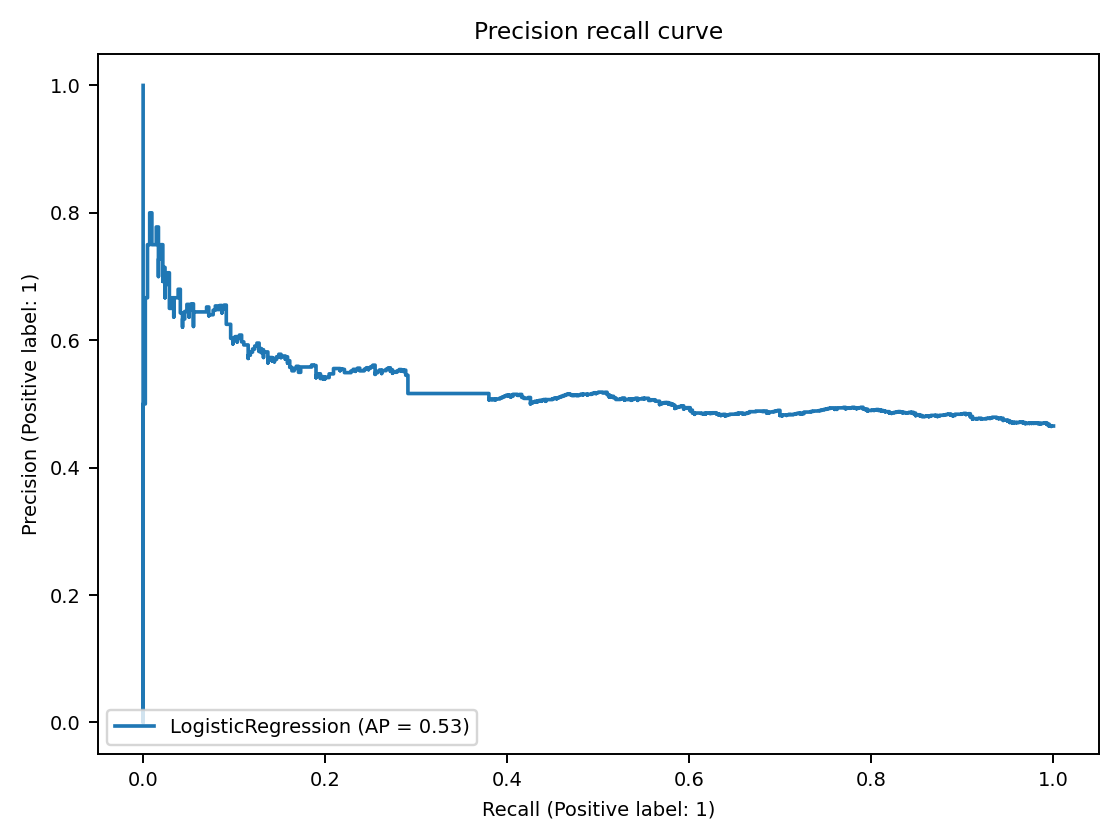 Precision recall curve
1.0
0.8
0.6
0.4
0.2
0.0
Precision (Positive label: 1)
LogisticRegression (AP = 0.53)
0.0 0.2 0.4 0.6 0.8 1.0
Recall (Positive label: 1)